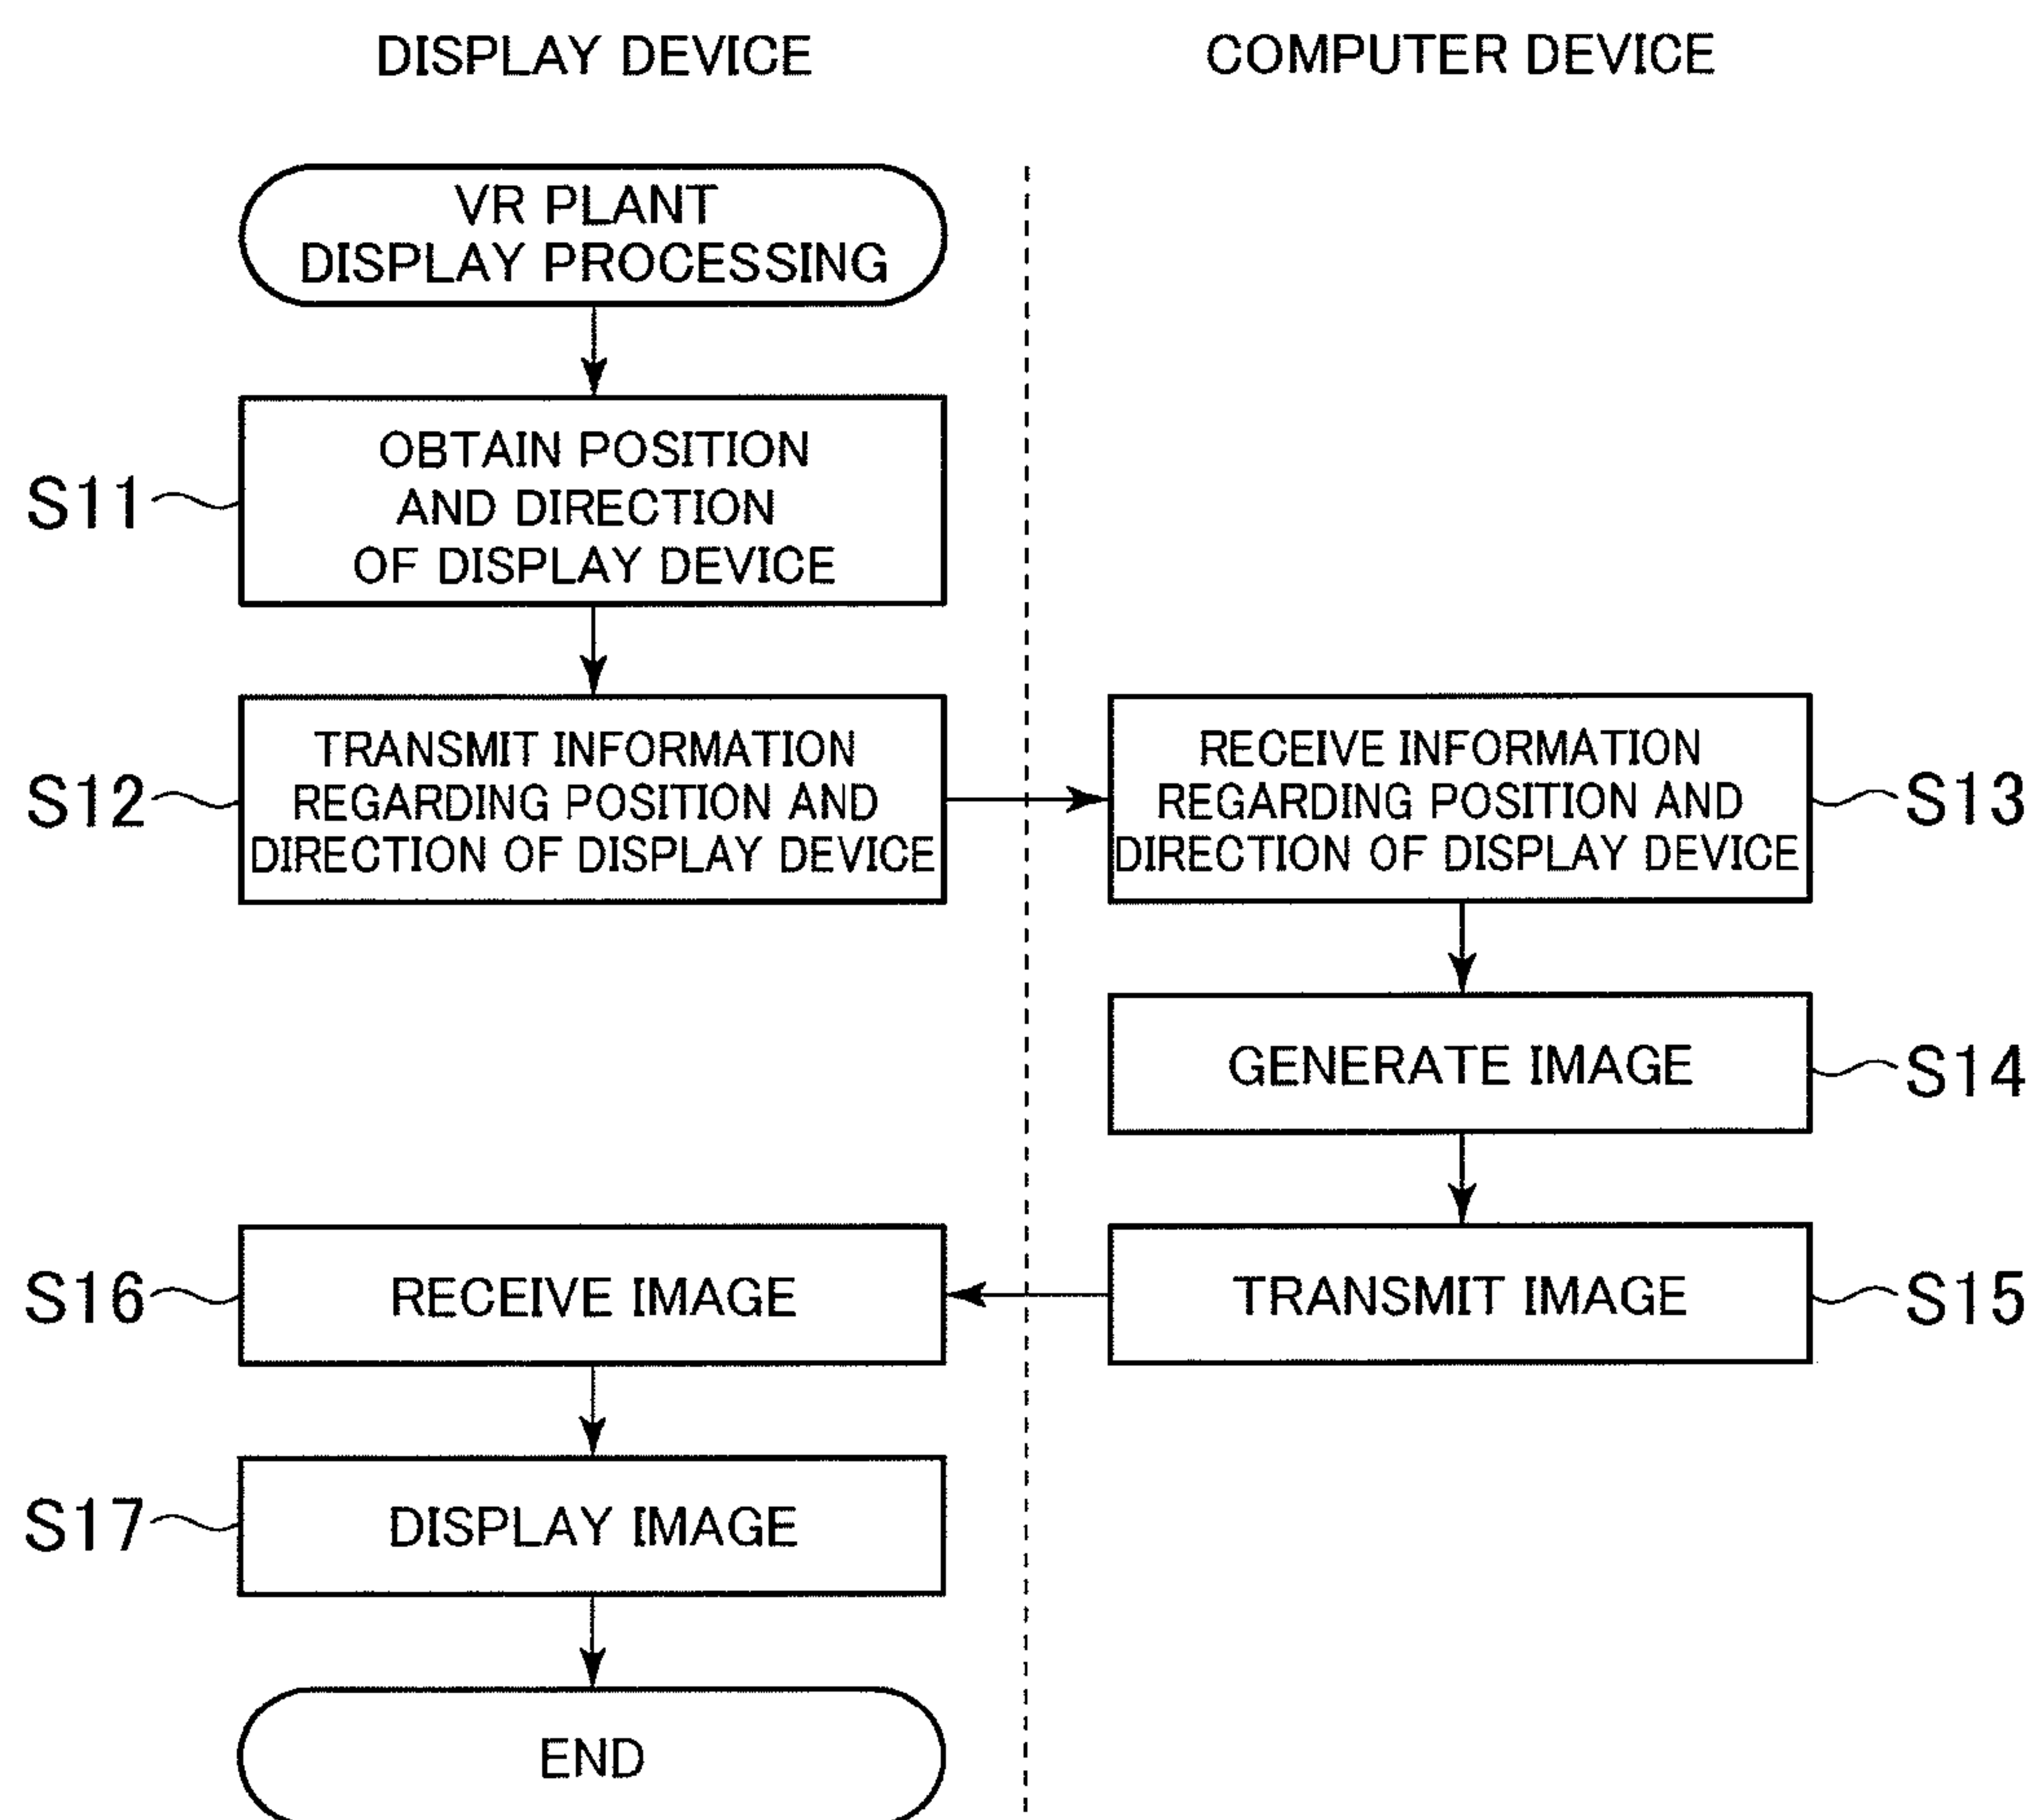 DISPLAY DEVICE
COMPUTER DEVICE
VR PLANT
DISPLAY PROCESSING
S11
OBTAIN POSITION
AND DIRECTION
OF DISPLAY DEVICE
S12
TRANSMIT INFORMATION
REGARDING POSITION AND
DIRECTION OF DISPLAY DEVICE
RECEIVE INFORMATION
REGARDING POSITION AND
DIRECTION OF DISPLAY DEVICE
S13
GENERATE IMAGE
S14
S16
RECEIVE IMAGE
TRANSMIT IMAGE
S15
S17
DISPLAY IMAGE
END